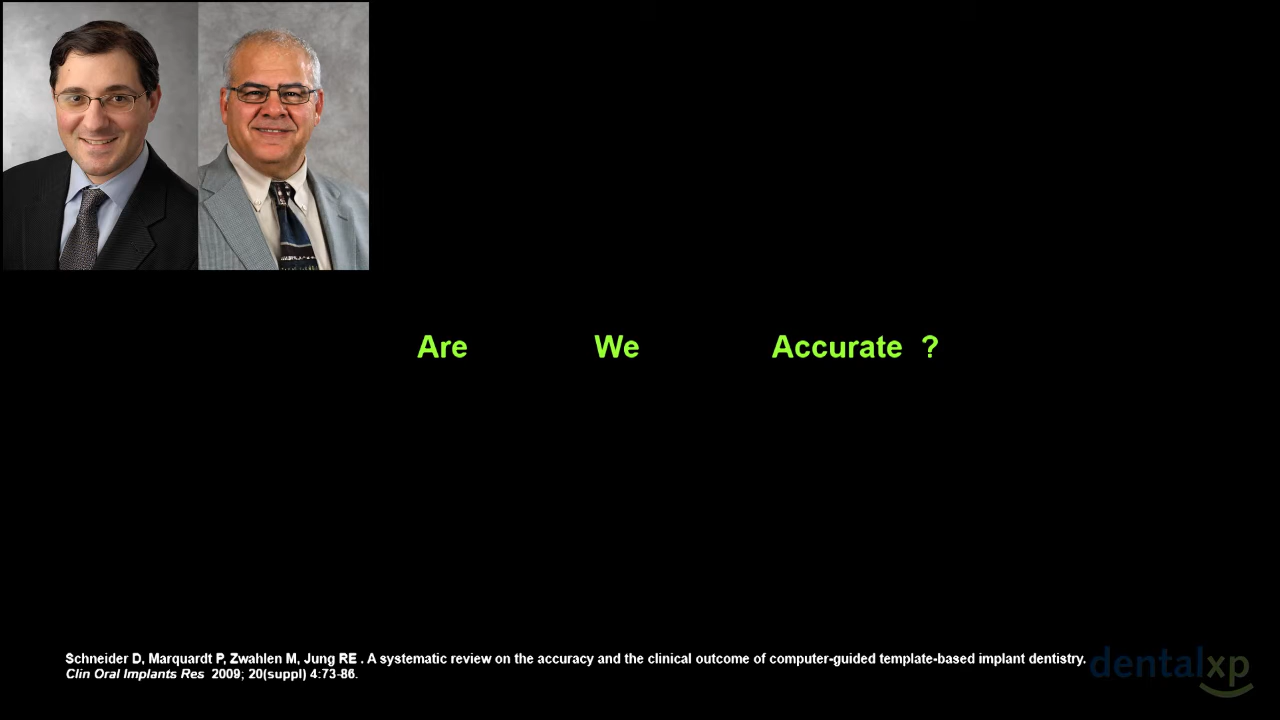 Are We Accurate ?
Schneider D, Marquardt P, Zwahlen M, Jung RE . A systematic review on the accuracy and the clinical outcome of computer-guided template-based implant dentistry.
Clin Oral Implants Res 2009; 20(suppl) 4:73-86.
dentalxp